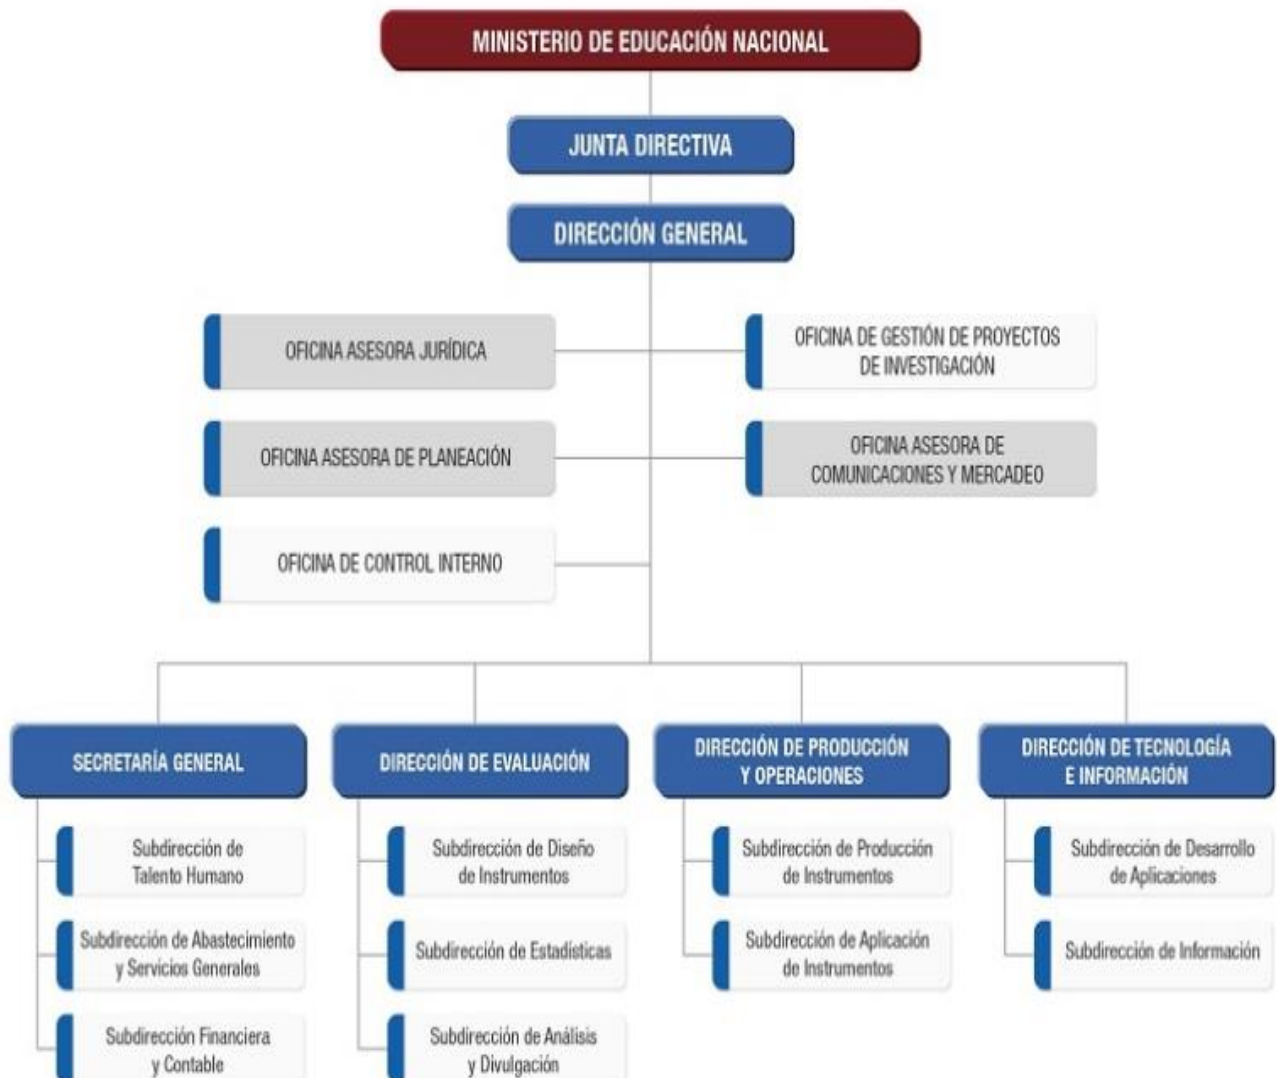 MINISTERIO DE EDUCACIÓN NACIONAL
JUNTA DIRECTIVA
DIRECCIÓN GENERAL
OFICINA ASESORA JURÍDICA
OFICINA DE GESTIÓN DE PROYECTOS
DE INVESTIGACIÓN
OFICINA ASESORA DE PLANEACIÓN
OFICINA ASESORA DE
COMUNICACIONES Y MERCADEO
OFICINA DE CONTROL INTERNO
SECRETARÍA GENERAL
Subdirección de
Talento Humano
Subdirección de Abastecimiento
y Servicios Generales
Subdirección Financiera
y Contable
DIRECCIÓN DE EVALUACIÓN
Subdirección de Diseño
de Instrumentos
Subdirección de Estadísticas
Subdirección de Análisis
y Divulgación
DIRECCIÓN DE PRODUCCIÓN
Y OPERACIONES
Subdirección de Producción
de Instrumentos
Subdirección de Aplicación
de Instrumentos
DIRECCIÓN DE TECNOLOGÍA
E INFORMACIÓN
Subdirección de Desarrollo
de Aplicaciones
Subdirección de Información